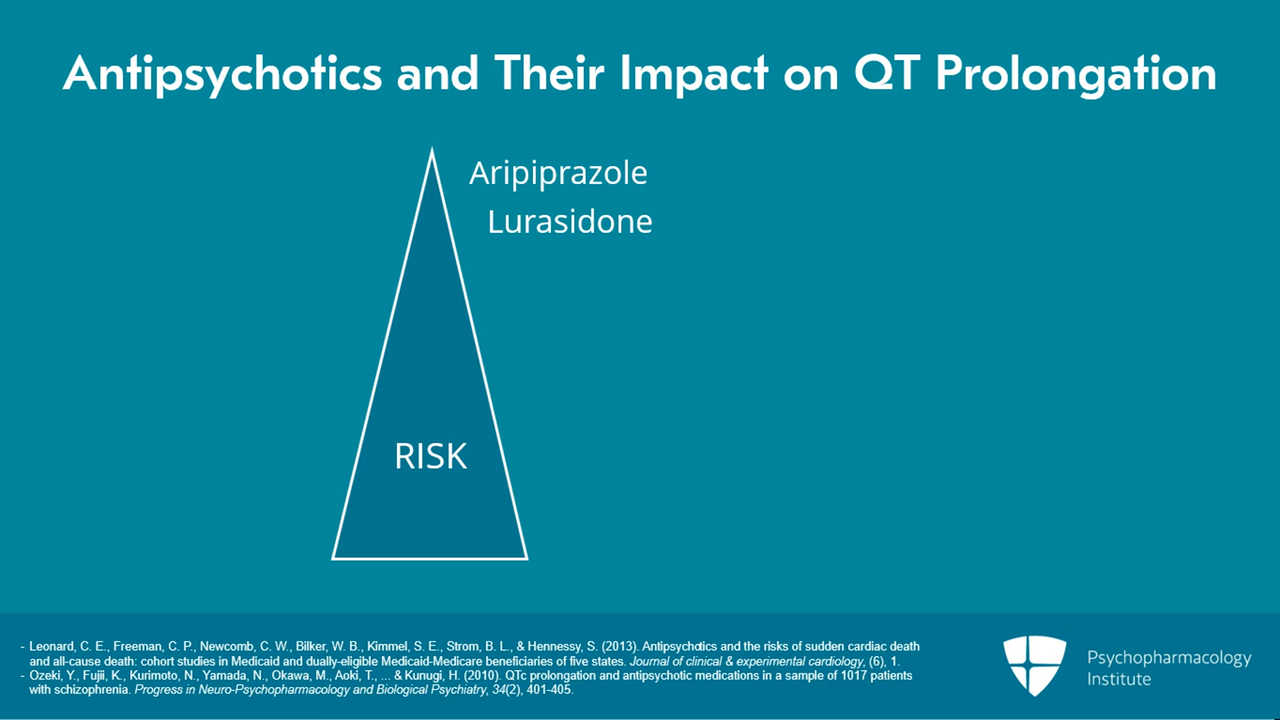 Antipsychotics and Their Impact on QT Prolongation
Aripiprazole
Lurasidone
RISK
- Leonard, C. E., Freeman, C. P., Newcomb, C. W., Bilker, W. B., Kimmel, S. E., Strom, B. L., & Hennessy, S. (2013). Antipsychotics and the risks of sudden cardiac death
and all-cause death: cohort studies in Medicaid and dually-eligible Medicaid-Medicare beneficiaries of five states. Journal of clinical & experimental cardiology, (6), 1.
- Ozeki, Y., Fujii, K., Kurimoto, N., Yamada, N., Okawa, M., Aoki, T., ... & Kunugi, H. (2010). QTc prolongation and antipsychotic medications in a sample of 1017 patients
with schizophrenia. Progress in Neuro-Psychopharmacology and Biological Psychiatry, 34(2), 401-405.
Psychopharmacology
Institute